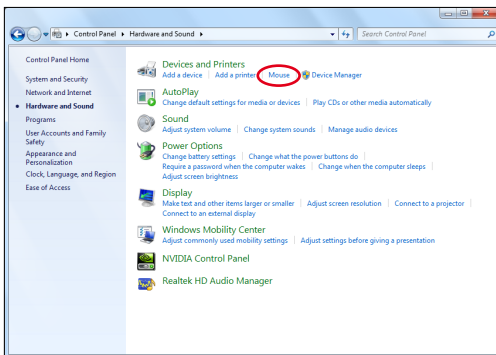 Control Panel Hardware and Sound Search Control Panel
Control Panel Home
System and Security
Network and Internet
Hardware and Sound
Programs
User Accounts and Family
Safety
Appearance and
Personalization
Clock, Language, and Region
Ease of Access
Devices and Printers
Add a device Add a printer Mouse Device Manager
AutoPlay
Change default settings for media or devices Play CDs or other media automatically
Sound
Adjust system volume Change system sounds Manage audio devices
Power Options
Change battery settings Change what the power buttons do
Require a password when the computer wakes Change when the computer sleeps
Adjust screen brightness
Display
Make text and other items larger or smaller Adjust screen resolution Connect to a projector
Connect to an external display
Windows Mobility Center
Adjust commonly used mobility settings Adjust settings before giving a presentation
NVIDIA Control Panel
Realtek HD Audio Manager